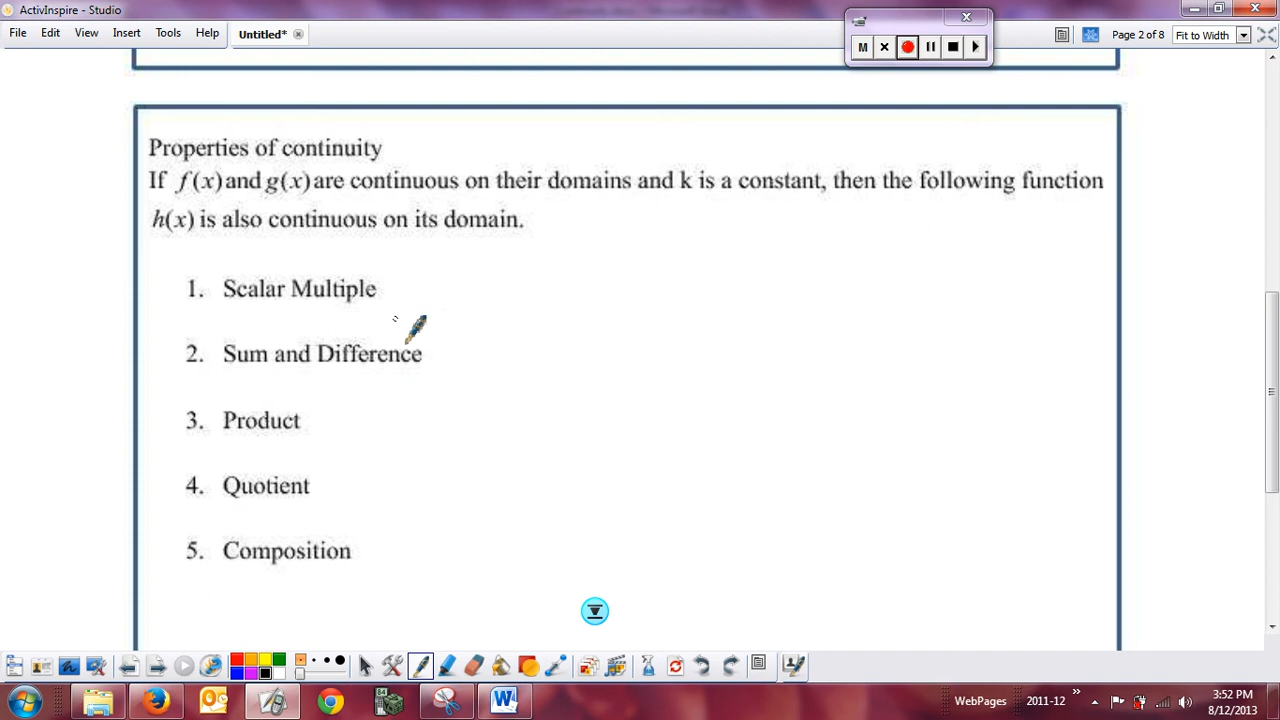 ActivInspire - Studio
File Edit View Insert Tools Help Untitled*
M
Page 2 of 8 Fit to Width
Properties of continuity
If f(x) and g(x) are continuous on their domains and k is a constant, then the following function
h(x) is also continuous on its domain.
1. Scalar Multiple
2. Sum and Difference
3. Product
4. Quotient
5. Composition
WebPages 2011-12 »
3:52 PM
8/12/2013